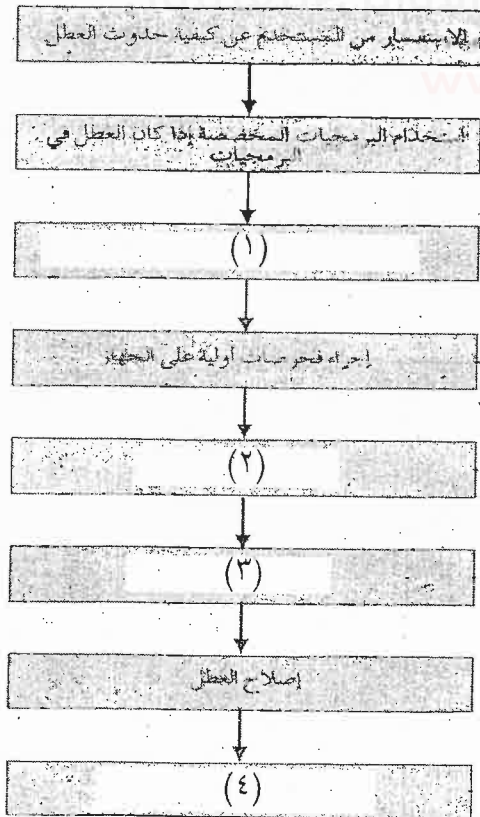 الاستفسار من المستخدم عن كيفية حدوث العطل
استخدام البرمجيات المخصصة إذا كان العطل في
البرمجيات
(١)
إجراء فحوصات أولية على الجهاز
(٢)
(٣)
إصلاح العطل
(٤)